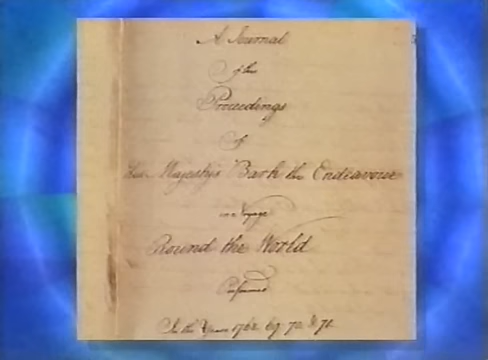 A Journal
of the
Proceedings
of
His Majesty's Bark the Endeavour
on a Voyage
Round the World
Performed
In the Years 1768 69 70 & 71.